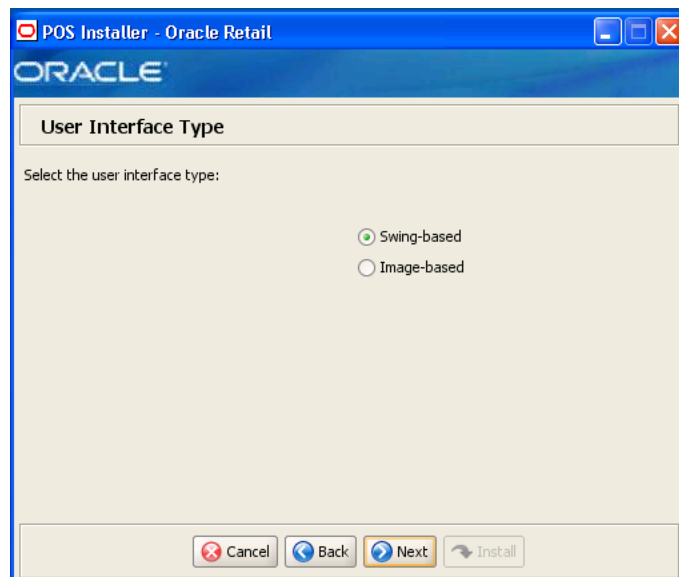 POS Installer - Oracle Retail
ORACLE
User Interface Type
Select the user interface type:
Swing-based
Image-based
Cancel Back Next Install